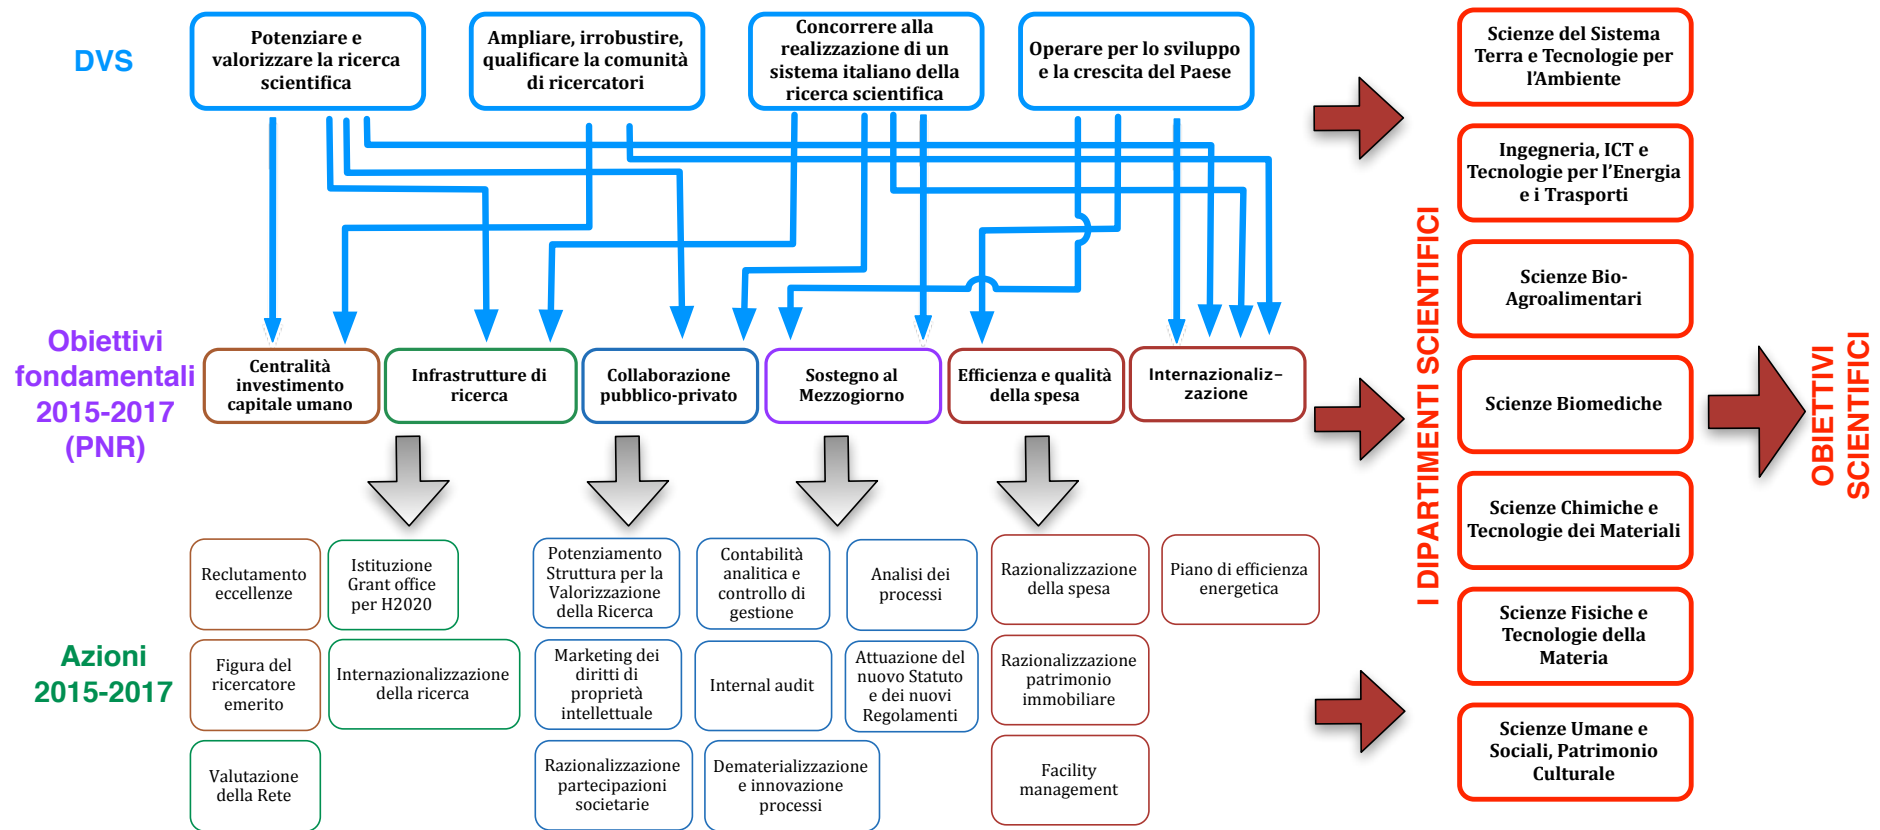 DVS
Potenziare e
valorizzare la ricerca
scientifica
Ampliare, irrobustire,
qualificare la comunità
di ricercatori
Concorrere alla
realizzazione di un
sistema italiano della
ricerca scientifica
Operare per lo sviluppo
e la crescita del Paese
Obiettivi
fondamentali
2015-2017
(PNR)
Centralità
investimento
capitale umano
Infrastrutture di
ricerca
Collaborazione
pubblico-privato
Sostegno al
Mezzogiorno
Efficienza e qualità
della spesa
Internazionaliz–
zazione
Azioni
2015-2017
Reclutamento
eccellenze
Istituzione
Grant office
per H2020
Potenziamento
Struttura per la
Valorizzazione
della Ricerca
Contabilità
analitica e
controllo di
gestione
Analisi dei
processi
Razionalizzazione
della spesa
Piano di efficienza
energetica
Figura del
ricercatore
emerito
Internazionalizzazione
della ricerca
Marketing dei
diritti di
proprietà
intellettuale
Internal audit
Attuazione del
nuovo Statuto
e dei nuovi
Regolamenti
Razionalizzazione
patrimonio
immobiliare
Valutazione
della Rete
Razionalizzazione
partecipazioni
societarie
Dematerializzazione
e innovazione
processi
Facility
management
I DIPARTIMENTI SCIENTIFICI
Scienze del Sistema
Terra e Tecnologie per
l'Ambiente
Ingegneria, ICT e
Tecnologie per l'Energia
e i Trasporti
Scienze Bio-
Agroalimentari
Scienze Biomediche
Scienze Chimiche e
Tecnologie dei Materiali
Scienze Fisiche e
Tecnologie della
Materia
Scienze Umane e
Sociali, Patrimonio
Culturale
OBIETTIVI
SCIENTIFICI